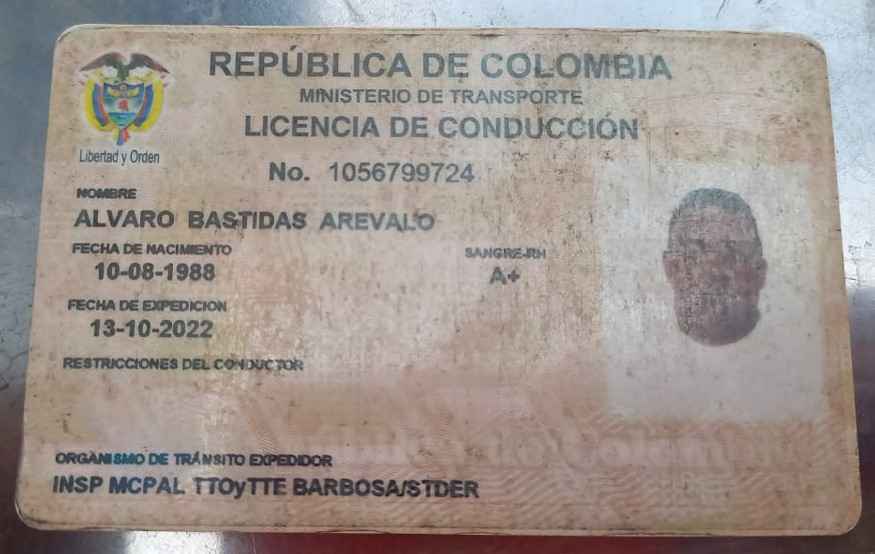 REPÚBLICA DE COLOMBIA
MINISTERIO DE TRANSPORTE
LICENCIA DE CONDUCCIÓN
Libertad y Orden
No. 1056799724
NOMBRE
ALVARO BASTIDAS AREVALO
FECHA DE NACIMIENTO SANGRE-RH
10-08-1988 A+
FECHA DE EXPEDICION
13-10-2022
RESTRICCIONES DEL CONDUCTOR
ORGANISMO DE TRÁNSITO EXPEDIDOR
INSP MCPAL TTOyTTE BARBOSA/STDER